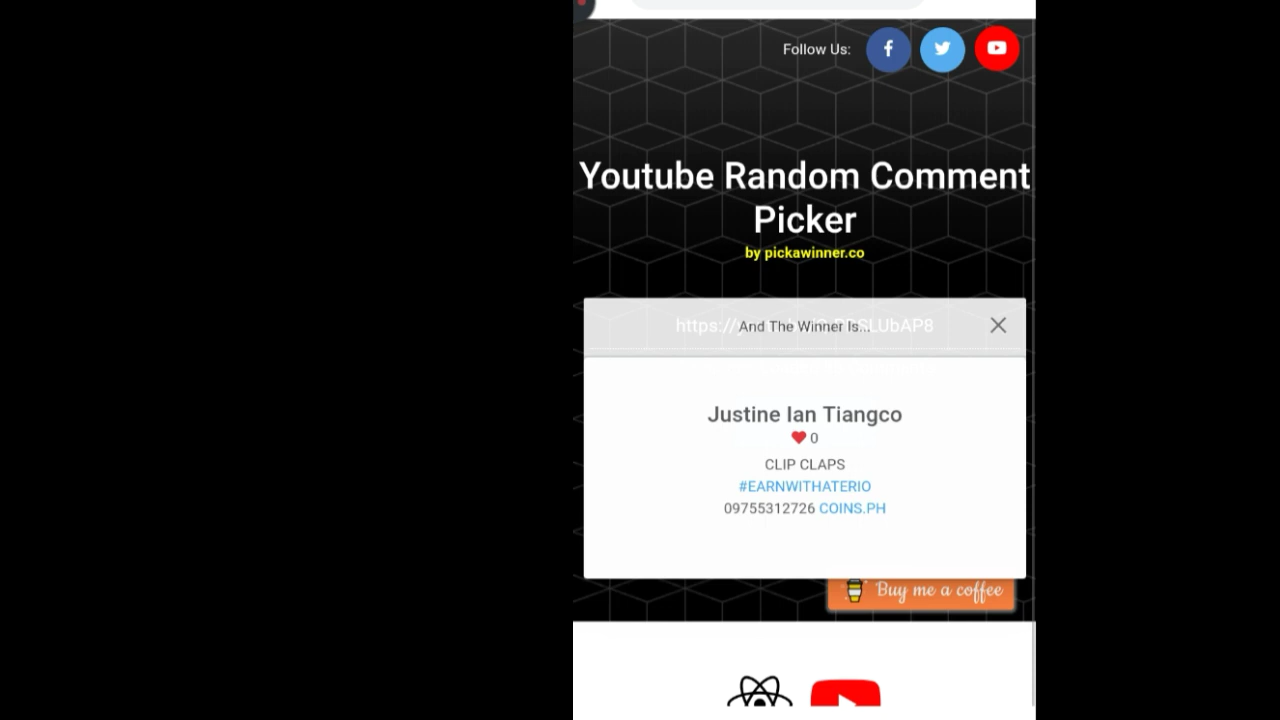 Follow Us:
Youtube Random Comment
Picker
by pickawinner.co
And The Winner Is...
Justine Ian Tiangco
0
CLIP CLAPS
#EARNWITHATERIO
09755312726 COINS.PH
Buy me a coffee